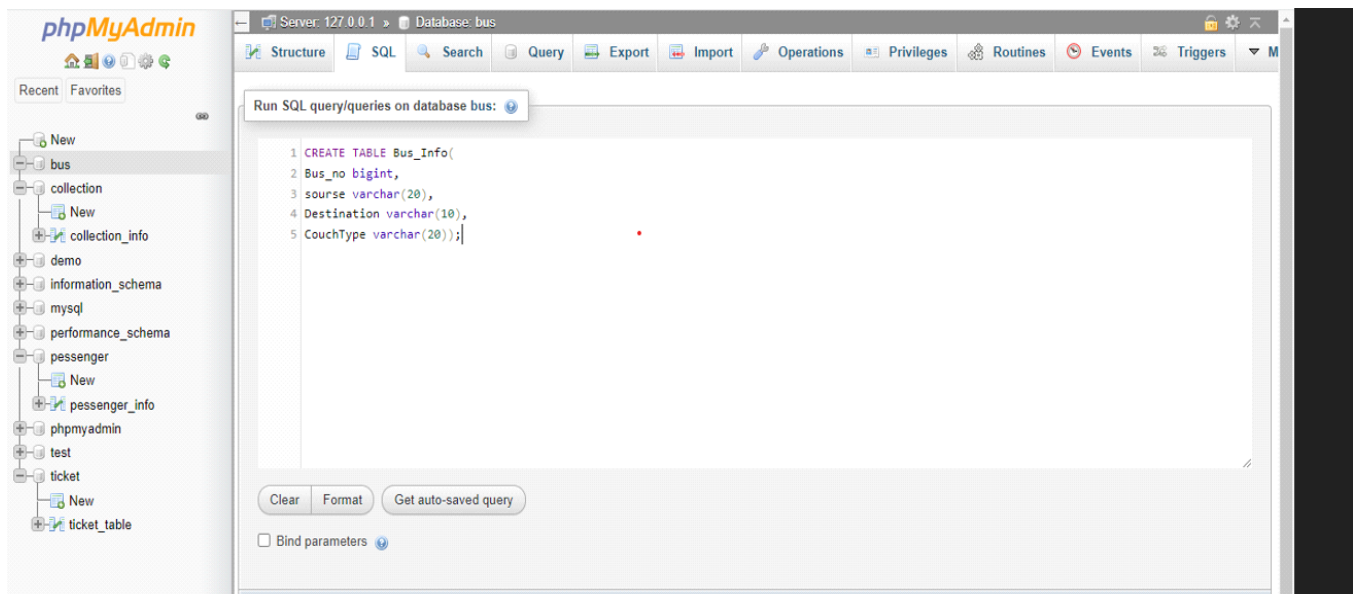 phpMyAdmin
Recent Favorites
New
bus
collection
New
collection_info
demo
information_schema
mysql
performance_schema
pessenger
New
pessenger_info
phpmyadmin
test
ticket
New
ticket_table
Server: 127.0.0.1 » Database: bus
Structure SQL Search Query Export Import Operations Privileges Routines Events Triggers M
Run SQL query/queries on database bus:
1 CREATE TABLE Bus_Info(
2 Bus_no bigint,
3 sourse varchar(20),
4 Destination varchar(10),
5 CouchType varchar(20));
Clear Format Get auto-saved query
Bind parameters